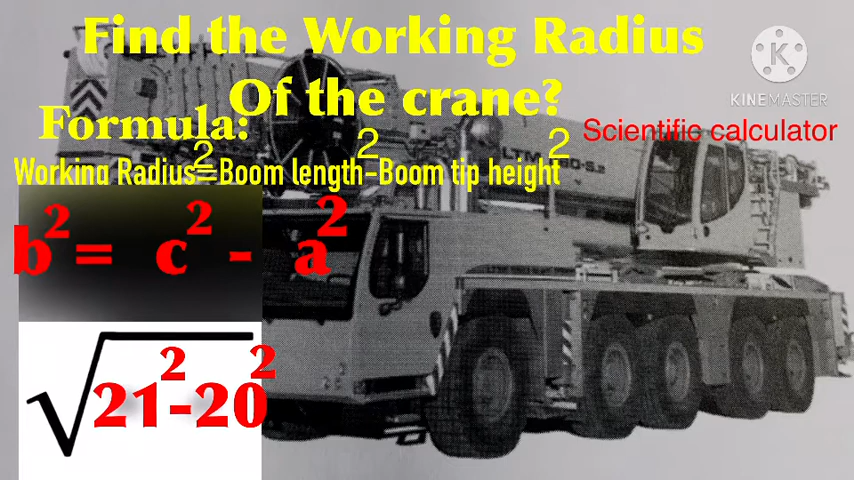 Find the Working Radius
Of the crane?
K
KINEMASTER
Formula:
Scientific calculator
Working Radius²=Boom length²-Boom tip height²
b² = c² - a²
√21²-20²